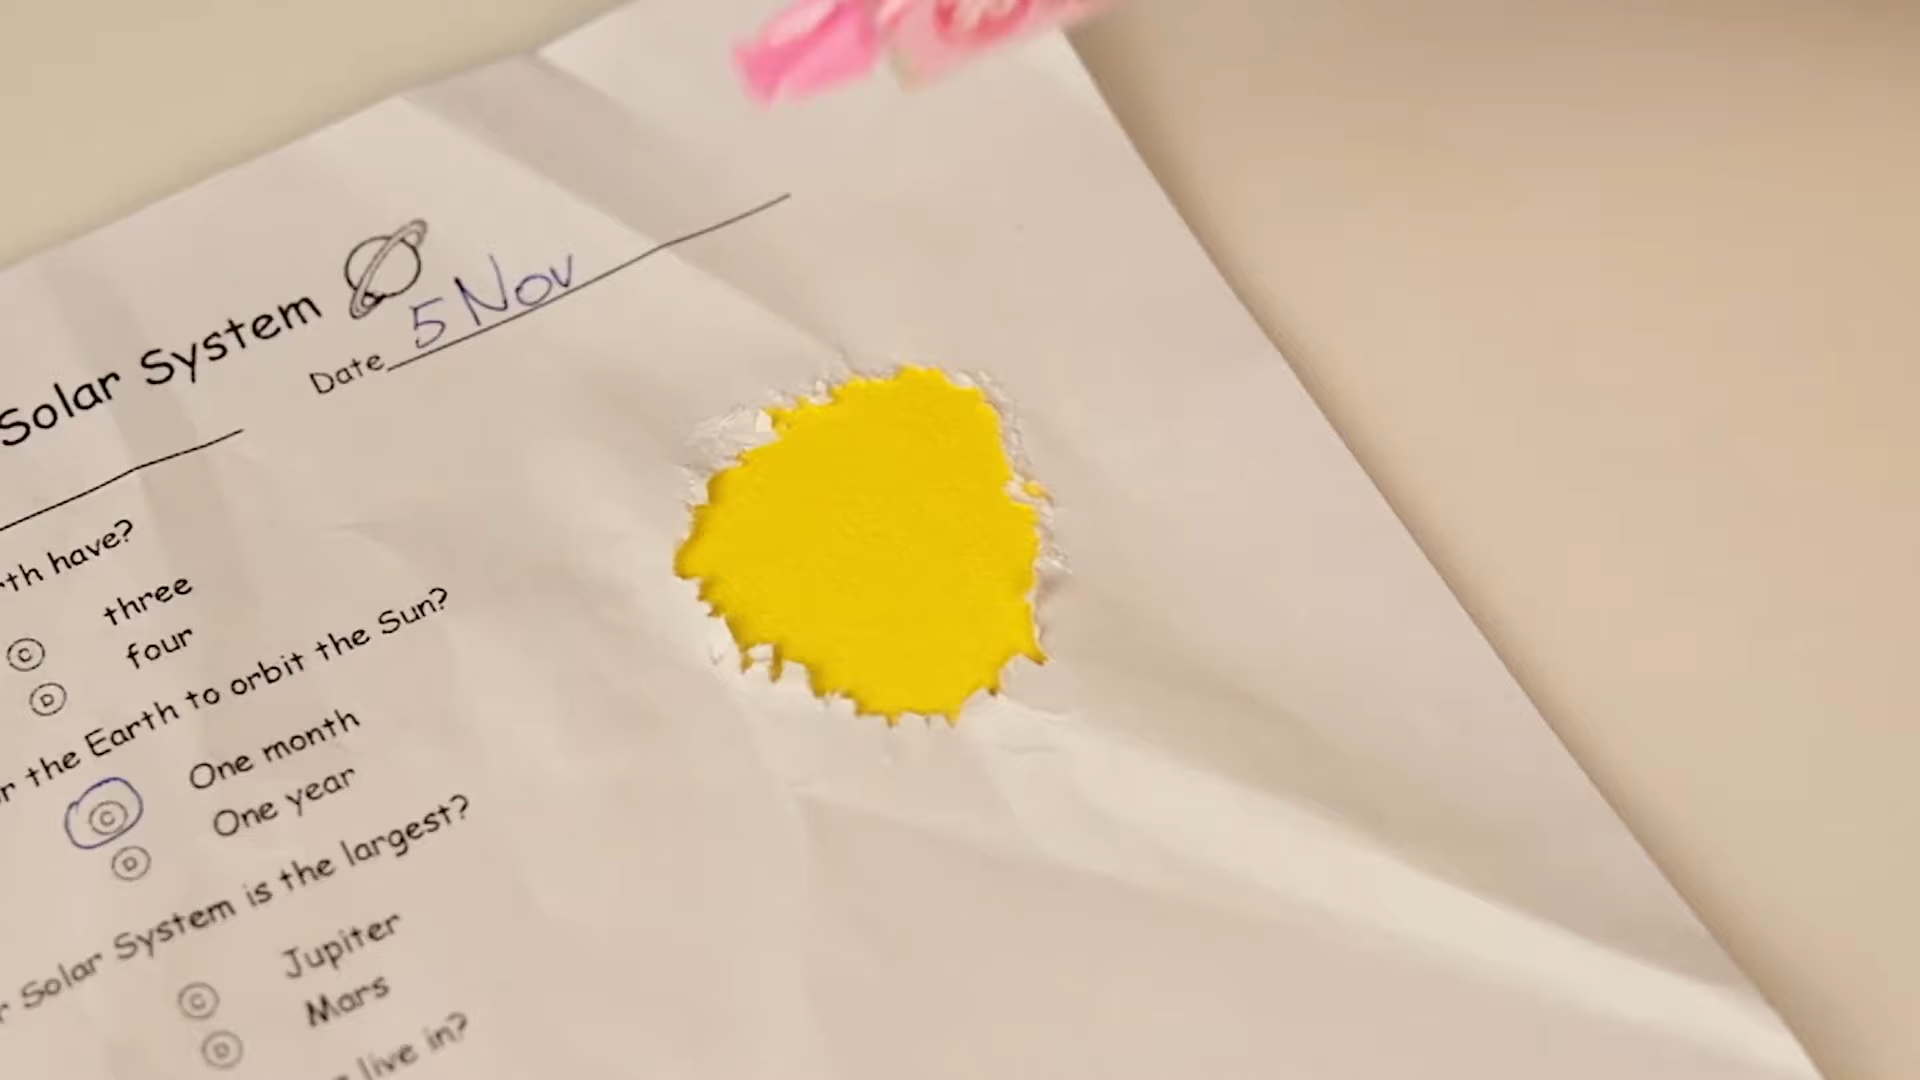 Solar System
Date 5 Nov
have?
C three
D four
the Earth to orbit the Sun?
C One month
D One year
Solar System is the largest?
C Jupiter
D Mars
live in?